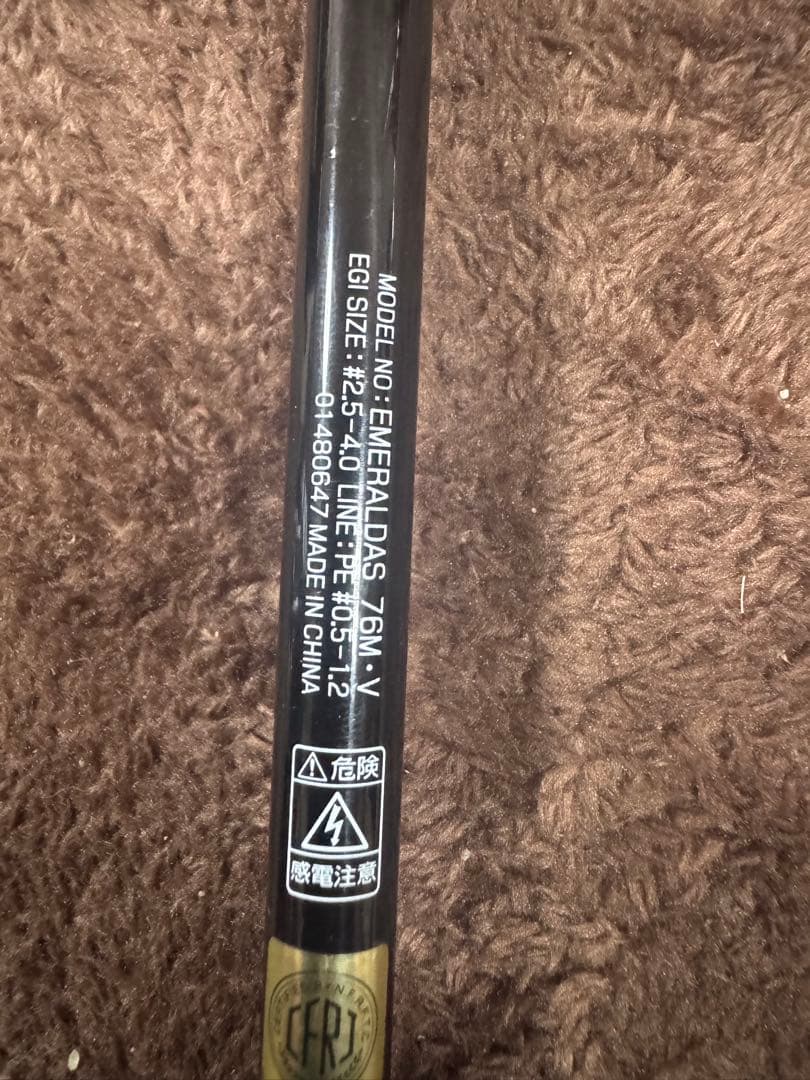 MODEL NO : EMERALDAS 76M・V
EGI SIZE : #2.5-4.0 LINE : PE #0.5-1.2
01480647 MADE IN CHINA
危険
感電注意
CFRJ